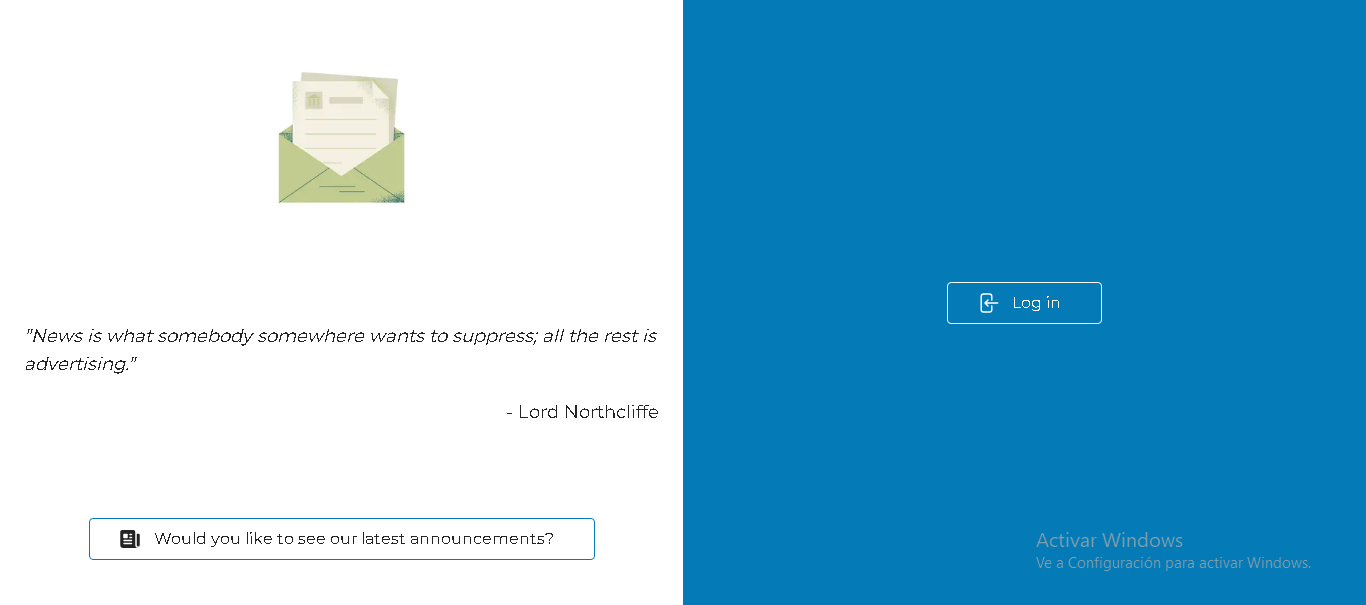 "News is what somebody somewhere wants to suppress; all the rest is
advertising."
- Lord Northcliffe
Would you like to see our latest announcements?
Log in
Activar Windows
Ve a Configuración para activar Windows.